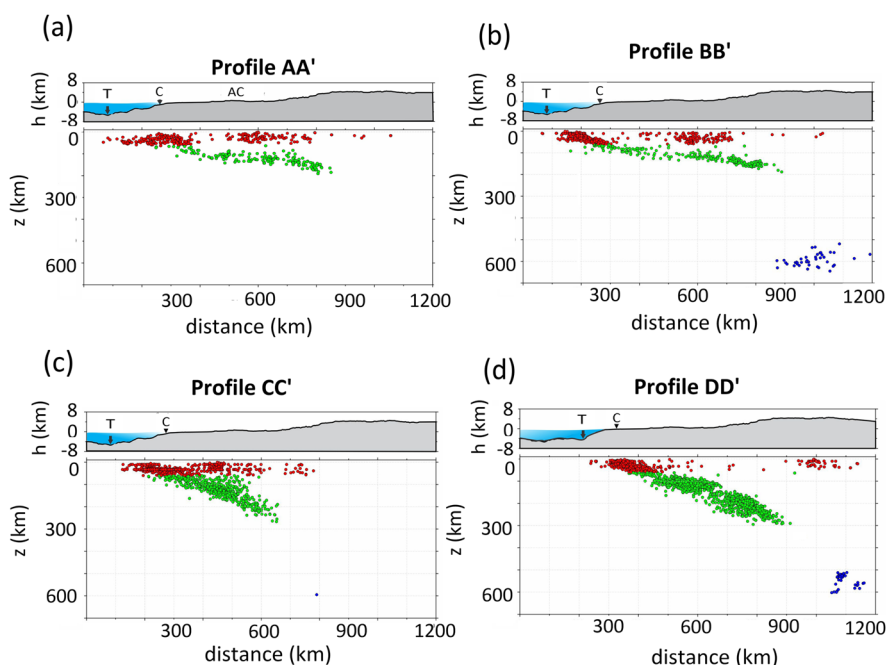 (a)
Profile AA'
h (km)
8
0
-8
T
C
AC
z (km)
0
300
600
300
600
900
1200
distance (km)
(b)
Profile BB'
h (km)
8
0
-8
T
C
z (km)
0
300
600
300
600
900
1200
distance (km)
(c)
Profile CC'
h (km)
8
0
-8
T
C
z (km)
0
300
600
300
600
900
1200
distance (km)
(d)
Profile DD'
h (km)
8
0
-8
T
C
z (km)
0
300
600
300
600
900
1200
distance (km)